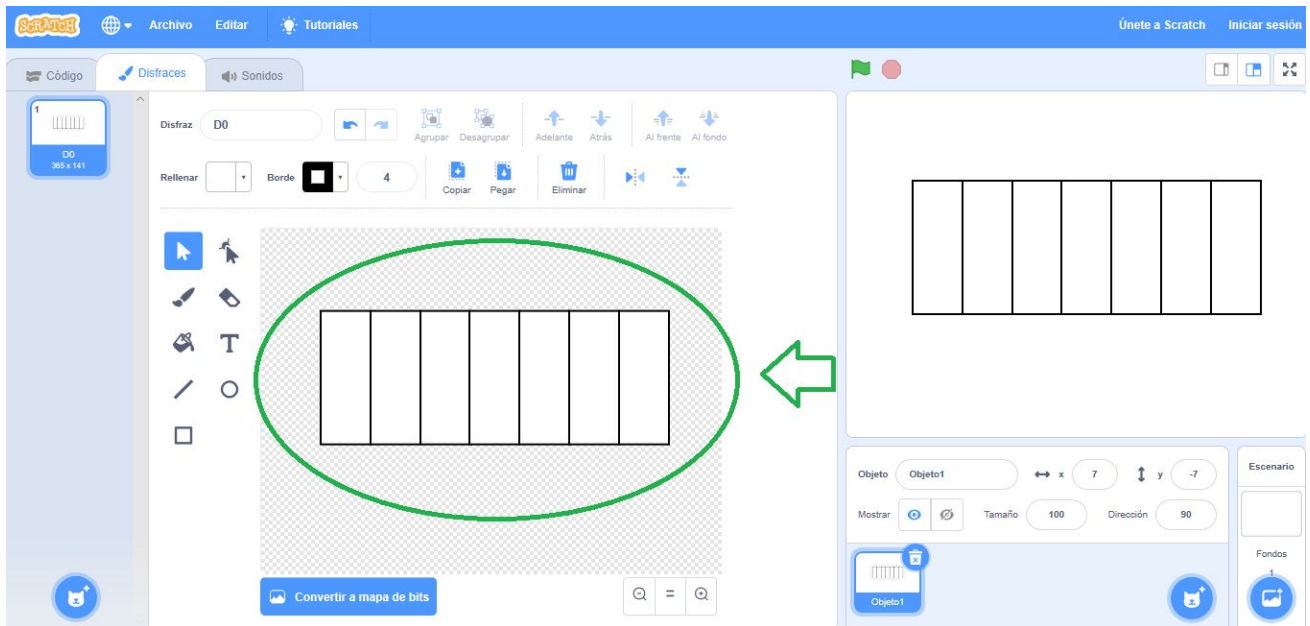 SCRATCH Archivo Editar Tutoriales Únete a Scratch Iniciar sesión
Código Disfraces Sonidos
1
D0
365 x 141
Disfraz D0 Agrupar Desagrupar Adelante Atrás Al frente Al fondo
Rellenar Borde 4 Copiar Pegar Eliminar
T
Convertir a mapa de bits
=
Objeto Objeto1 x 7 y -7
Mostrar Tamaño 100 Dirección 90
Objeto1
Escenario
Fondos
1